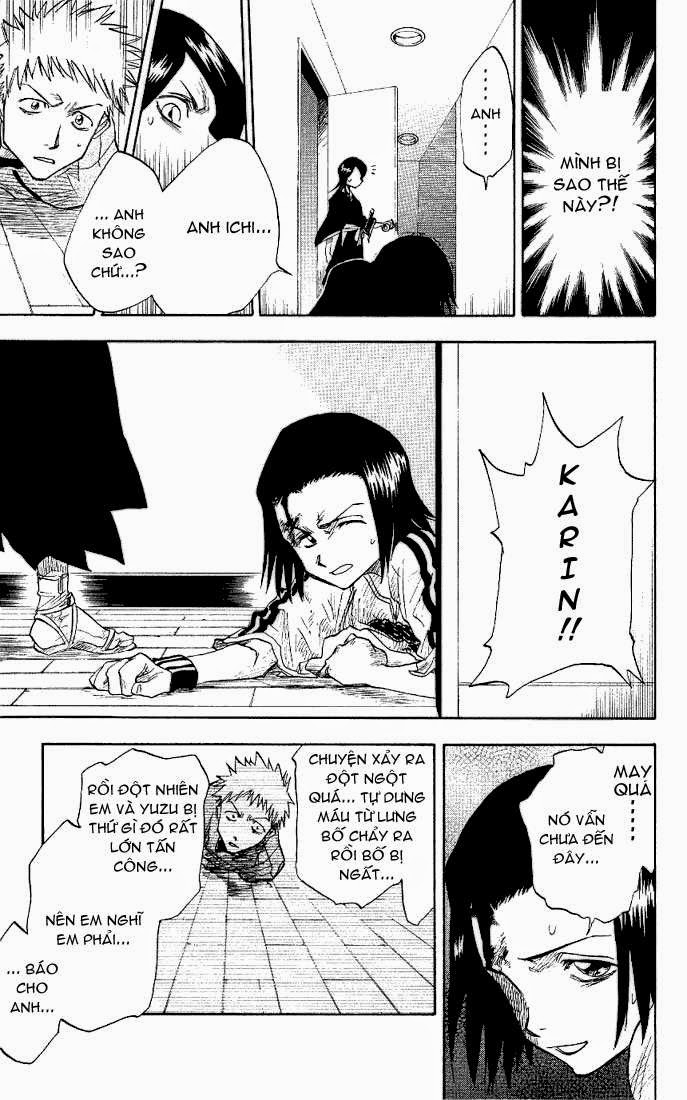 MÌNH BỊ
SAO THẾ
NÀY?!
......
ANH
......
ANH ICHI...
... ANH
KHÔNG
SAO
CHỨ...?
KARIN!!
MAY
QUÁ
......
NÓ VẪN
CHƯA ĐẾN
ĐÂY...
CHUYỆN XẢY RA
ĐỘT NGỘT
QUÁ... TỰ DUNG
MÁU TỪ LƯNG
BỐ CHẢY RA
RỒI BỐ BỊ
NGẤT...
RỒI ĐỘT NHIÊN
EM VÀ YUZU BỊ
THỨ GÌ ĐÓ RẤT
LỚN TẤN
CÔNG...
NÊN EM NGHĨ
EM PHẢI...
... BÁO
CHO
ANH...